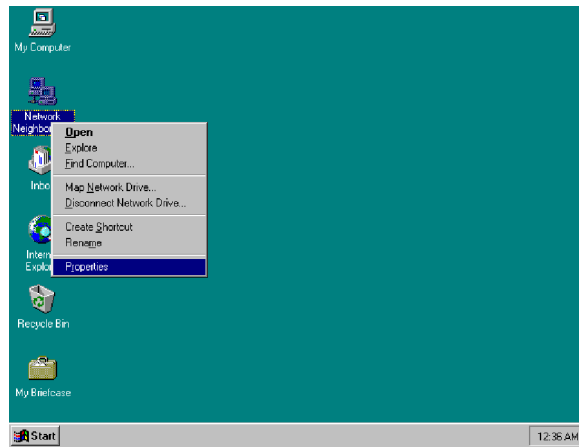 My Computer
Network
Neighbo
Open
Explore
Find Computer...
Inbo
Map Network Drive...
Disconnect Network Drive...
Create Shortcut
Rename
Intern
Explo
Properties
Recycle Bin
My Briefcase
Start
12:36 AM